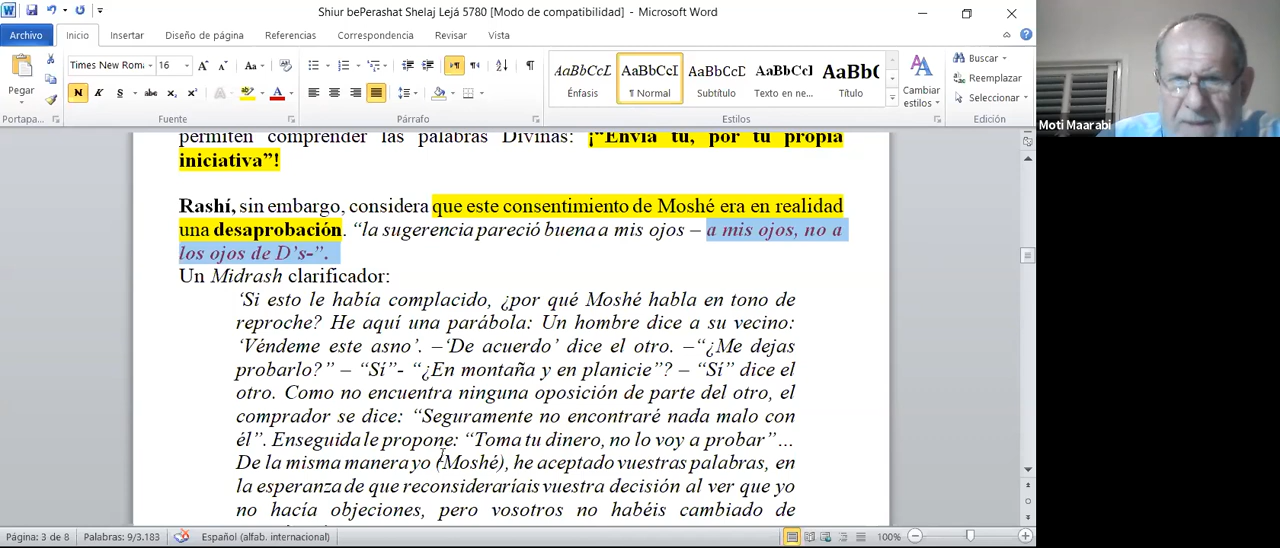 Shiur bePerashat Shelaj Lejá 5780 [Modo de compatibilidad] - Microsoft Word
Archivo Inicio Insertar Diseño de página Referencias Correspondencia Revisar Vista
Times New Roma 16 Aa
Pegar
N K S abc x₂ x² A
AaBbCcL AaBbCcI AaBbCcD AaBbCcI AaBb(
Énfasis ¶ Normal Subtítulo Texto en ne... Título
Cambiar estilos
Buscar
Reemplazar
Seleccionar
Portapa... Fuente Párrafo Estilos Edición
Moti Maarabi
permiten comprender las palabras Divinas: ¡“Envía tú, por tu propia
iniciativa”!
Rashí, sin embargo, considera que este consentimiento de Moshé era en realidad
una desaprobación. “la sugerencia pareció buena a mis ojos – a mis ojos, no a
los ojos de D’s-”.
Un Midrash clarificador:
‘Si esto le había complacido, ¿por qué Moshé habla en tono de
reproche? He aquí una parábola: Un hombre dice a su vecino:
‘Véndeme este asno’. –‘De acuerdo’ dice el otro. –“¿Me dejas
probarlo?” – “Sí”- “¿En montaña y en planicie”? – “Sí” dice el
otro. Como no encuentra ninguna oposición de parte del otro, el
comprador se dice: “Seguramente no encontraré nada malo con
él”. Enseguida le propone: “Toma tu dinero, no lo voy a probar”...
De la misma manera yo (Moshé), he aceptado vuestras palabras, en
la esperanza de que reconsideraríais vuestra decisión al ver que yo
no hacía objeciones, pero vosotros no habéis cambiado de
Página: 3 de 8 Palabras: 9/3.183 Español (alfab. internacional) 100%